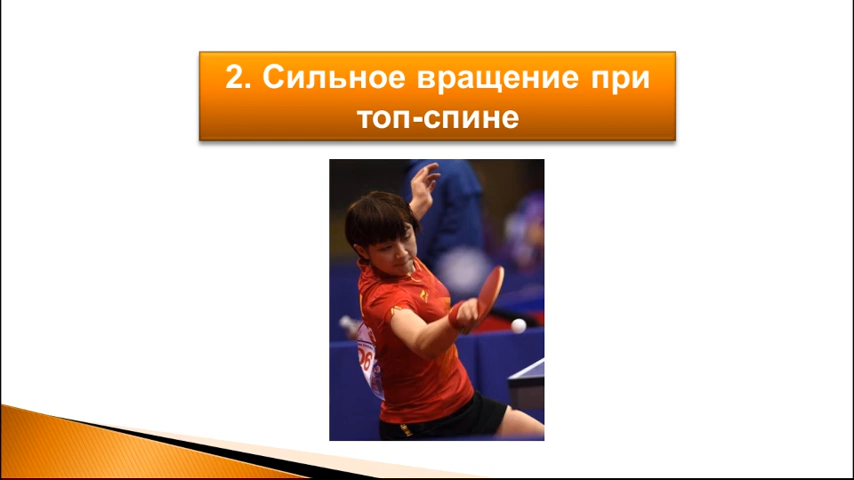 2. Сильное вращение при
топ-спине